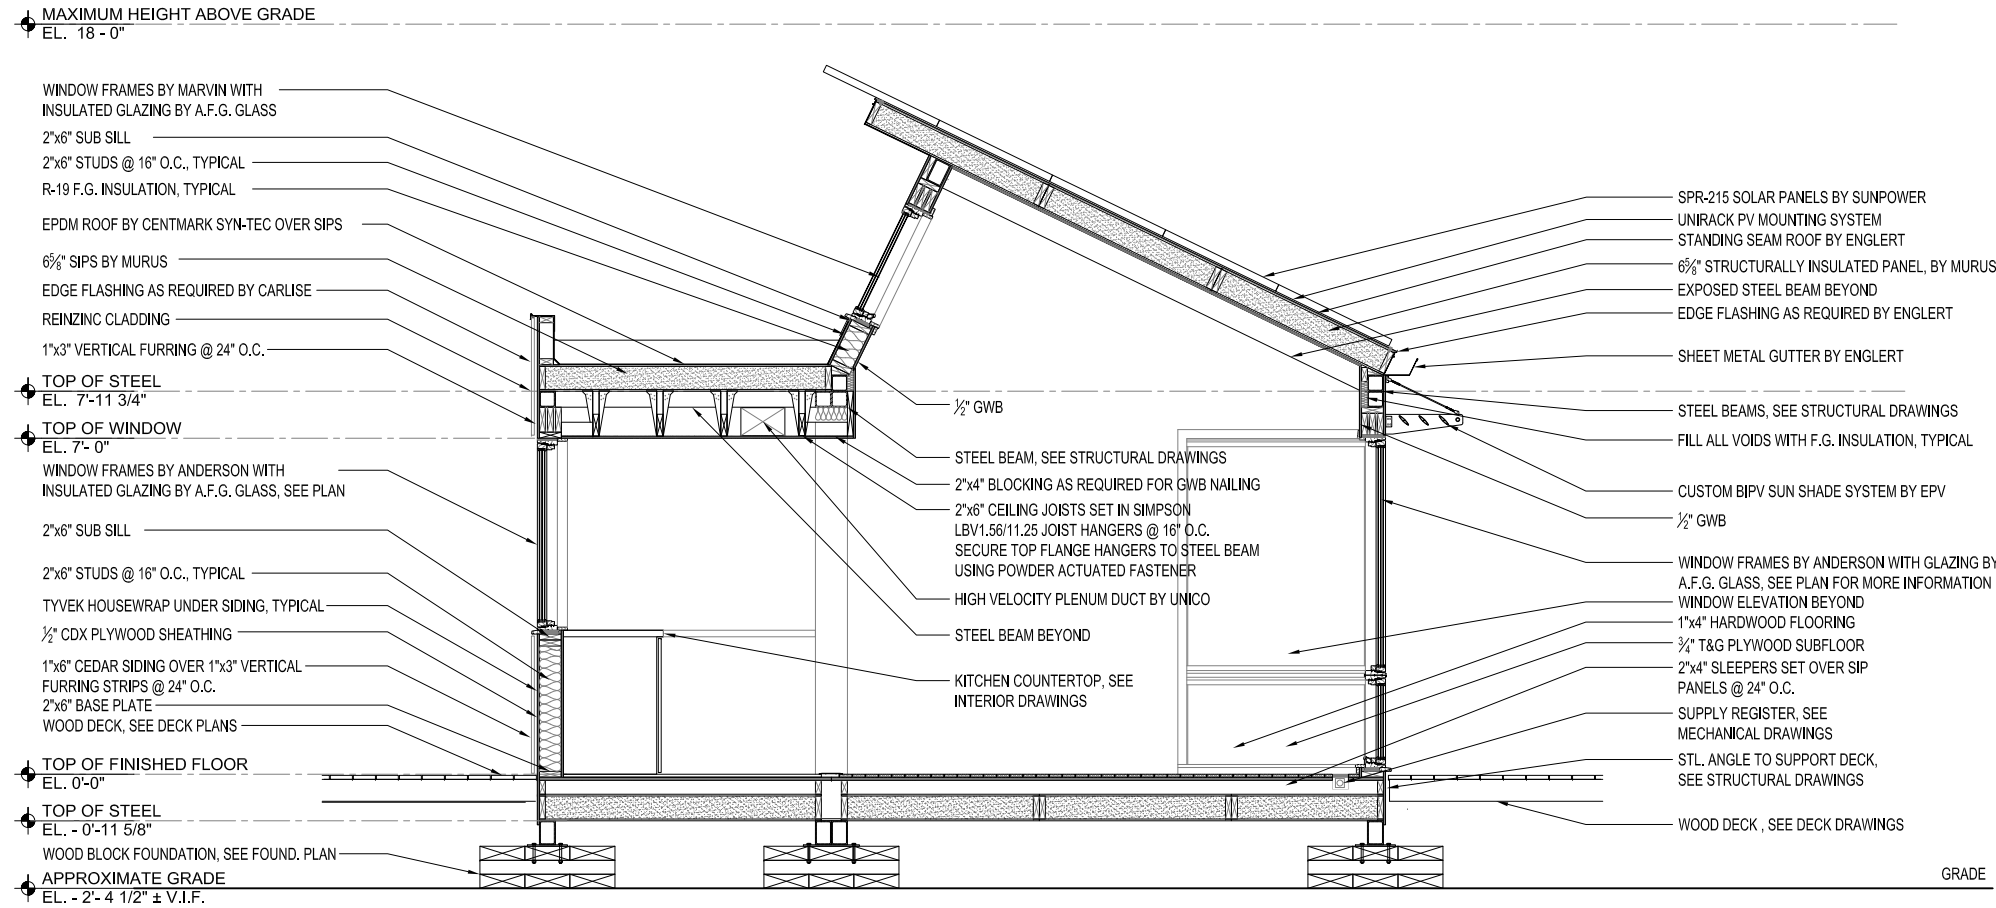 MAXIMUM HEIGHT ABOVE GRADE
EL. 18 - 0"
WINDOW FRAMES BY MARVIN WITH
INSULATED GLAZING BY A.F.G. GLASS
2"x6" SUB SILL
2"x6" STUDS @ 16" O.C., TYPICAL
R-19 F.G. INSULATION, TYPICAL
EPDM ROOF BY CENTMARK SYN-TEC OVER SIPS
6⅝" SIPS BY MURUS
EDGE FLASHING AS REQUIRED BY CARLISE
REINZINC CLADDING
1"x3" VERTICAL FURRING @ 24" O.C.
TOP OF STEEL
EL. 7'-11 3/4"
TOP OF WINDOW
EL. 7'- 0"
WINDOW FRAMES BY ANDERSON WITH
INSULATED GLAZING BY A.F.G. GLASS, SEE PLAN
2"x6" SUB SILL
2"x6" STUDS @ 16" O.C., TYPICAL
TYVEK HOUSEWRAP UNDER SIDING, TYPICAL
½" CDX PLYWOOD SHEATHING
1"x6" CEDAR SIDING OVER 1"x3" VERTICAL
FURRING STRIPS @ 24" O.C.
2"x6" BASE PLATE
WOOD DECK, SEE DECK PLANS
TOP OF FINISHED FLOOR
EL. 0'-0"
TOP OF STEEL
EL. - 0'-11 5/8"
WOOD BLOCK FOUNDATION, SEE FOUND. PLAN
APPROXIMATE GRADE
EL. - 2'- 4 1/2" ± V.I.F.
½" GWB
STEEL BEAM, SEE STRUCTURAL DRAWINGS
2"x4" BLOCKING AS REQUIRED FOR GWB NAILING
2"x6" CEILING JOISTS SET IN SIMPSON
LBV1.56/11.25 JOIST HANGERS @ 16" O.C.
SECURE TOP FLANGE HANGERS TO STEEL BEAM
USING POWDER ACTUATED FASTENER
HIGH VELOCITY PLENUM DUCT BY UNICO
STEEL BEAM BEYOND
KITCHEN COUNTERTOP, SEE
INTERIOR DRAWINGS
SPR-215 SOLAR PANELS BY SUNPOWER
UNIRACK PV MOUNTING SYSTEM
STANDING SEAM ROOF BY ENGLERT
6⅝" STRUCTURALLY INSULATED PANEL, BY MURUS
EXPOSED STEEL BEAM BEYOND
EDGE FLASHING AS REQUIRED BY ENGLERT
SHEET METAL GUTTER BY ENGLERT
STEEL BEAMS, SEE STRUCTURAL DRAWINGS
FILL ALL VOIDS WITH F.G. INSULATION, TYPICAL
CUSTOM BIPV SUN SHADE SYSTEM BY EPV
½" GWB
WINDOW FRAMES BY ANDERSON WITH GLAZING BY
A.F.G. GLASS, SEE PLAN FOR MORE INFORMATION
WINDOW ELEVATION BEYOND
1"x4" HARDWOOD FLOORING
¾" T&G PLYWOOD SUBFLOOR
2"x4" SLEEPERS SET OVER SIP
PANELS @ 24" O.C.
SUPPLY REGISTER, SEE
MECHANICAL DRAWINGS
STL. ANGLE TO SUPPORT DECK,
SEE STRUCTURAL DRAWINGS
WOOD DECK , SEE DECK DRAWINGS
GRADE